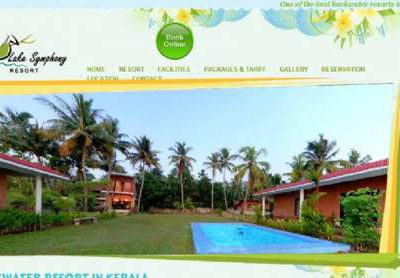 One of the best backwater resorts in
Book
Online
Lake Symphony
RESORT
HOME RESORT FACILITIES PACKAGES & TARIFF GALLERY RESERVATION
LOCATION CONTACT
WATER RESORT IN KERALA